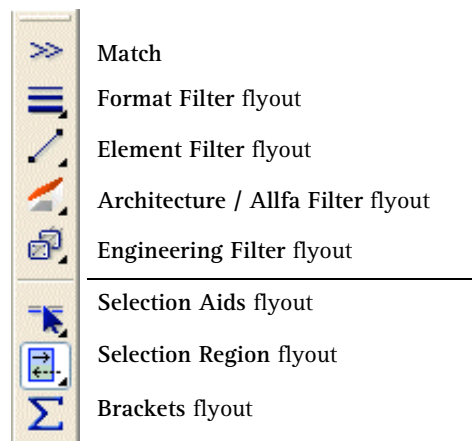 Match
Format Filter flyout
Element Filter flyout
Architecture / Allfa Filter flyout
Engineering Filter flyout
Selection Aids flyout
Selection Region flyout
Brackets flyout